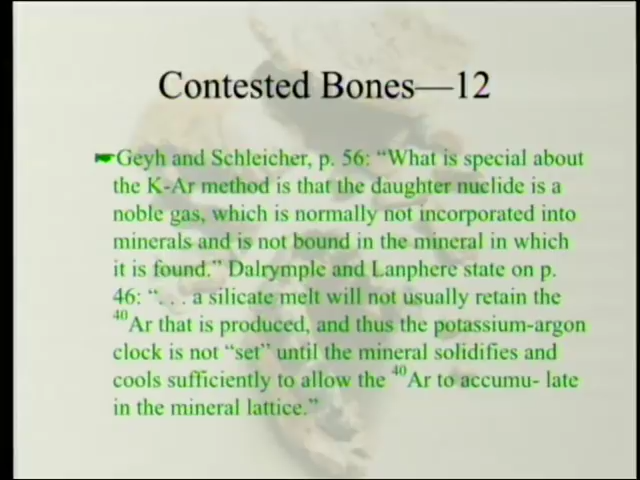 Contested Bones—12
☛Geyh and Schleicher, p. 56: “What is special about
the K-Ar method is that the daughter nuclide is a
noble gas, which is normally not incorporated into
minerals and is not bound in the mineral in which
it is found.” Dalrymple and Lanphere state on p.
46: “. . . a silicate melt will not usually retain the
⁴⁰Ar that is produced, and thus the potassium-argon
clock is not “set” until the mineral solidifies and
cools sufficiently to allow the ⁴⁰Ar to accumu- late
in the mineral lattice.”